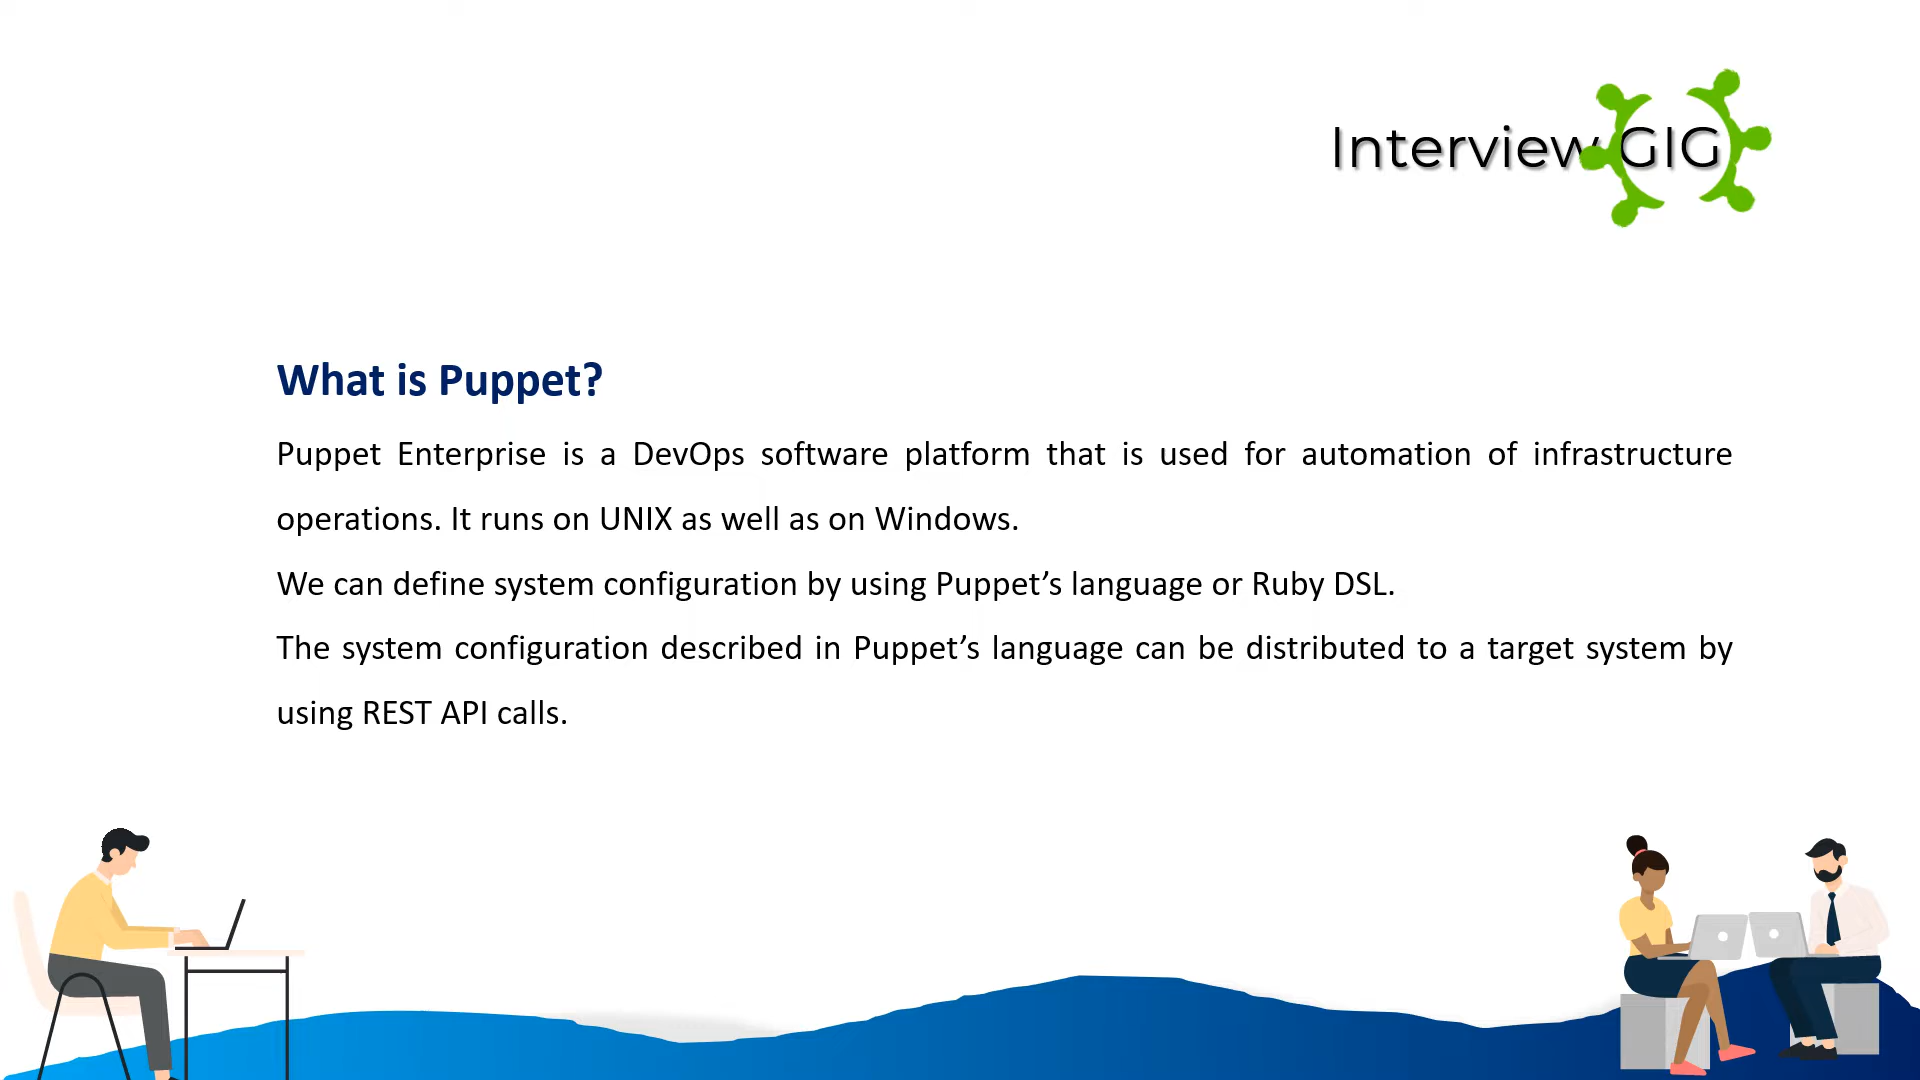 Interview GIG
What is Puppet?
Puppet Enterprise is a DevOps software platform that is used for automation of infrastructure
operations. It runs on UNIX as well as on Windows.
We can define system configuration by using Puppet’s language or Ruby DSL.
The system configuration described in Puppet’s language can be distributed to a target system by
using REST API calls.